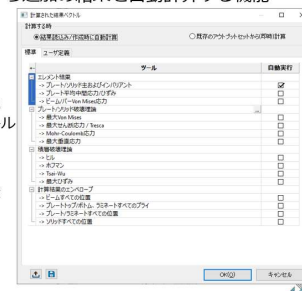 計算された結果ベクトル
計算する時
結果読込み/作成時に自動計算
既存のアウトプットセットから即時計算
標準 ユーザ定義
ツール 自動実行
エレメント結果
-> プレート/ソリッド主およびインバリアント
-> プレート平均中間応力/ひずみ
-> ビーム/バーVon Mises応力
プレート/ソリッド破壊理論
-> 最大Von Mises
-> 最大せん断応力 / Tresca
-> Mohr-Coulomb応力
-> 最大垂直応力
積層破壊理論
-> ヒル
-> ホフマン
-> Tsai-Wu
-> 最大ひずみ
計算結果のエンベロープ
-> ビームすべての位置
-> プレートトップ/ボトム、ラミネートすべてのプライ
-> プレート/ラミネートすべての位置
-> ソリッドすべての位置
OK(O) キャンセル
ル